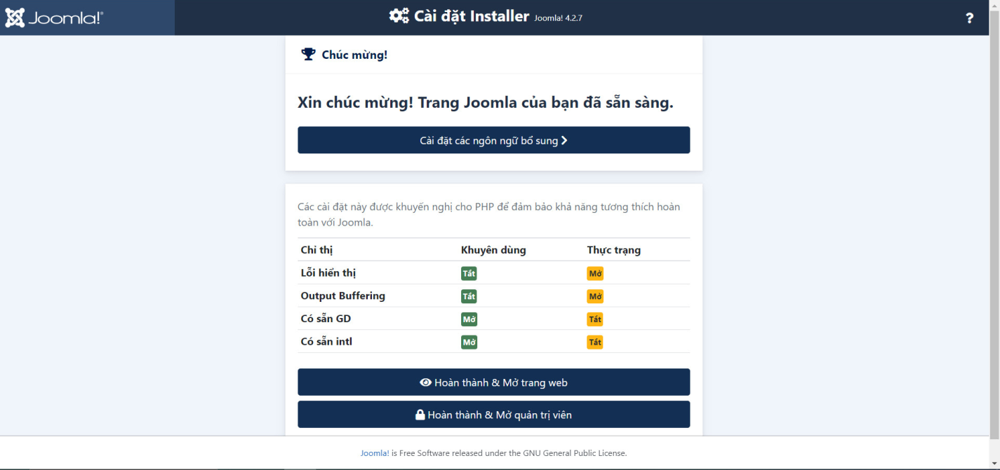 Joomla!®
Cài đặt Installer Joomla! 4.2.7
?
Chúc mừng!
Xin chúc mừng! Trang Joomla của bạn đã sẵn sàng.
Cài đặt các ngôn ngữ bổ sung
Các cài đặt này được khuyến nghị cho PHP để đảm bảo khả năng tương thích hoàn
toàn với Joomla.
Chỉ thị Khuyên dùng Thực trạng
Lỗi hiển thị Tắt Mở
Output Buffering Tắt Mở
Có sẵn GD Mở Tắt
Có sẵn intl Mở Tắt
Hoàn thành & Mở trang web
Hoàn thành & Mở quản trị viên
Joomla! is Free Software released under the GNU General Public License.